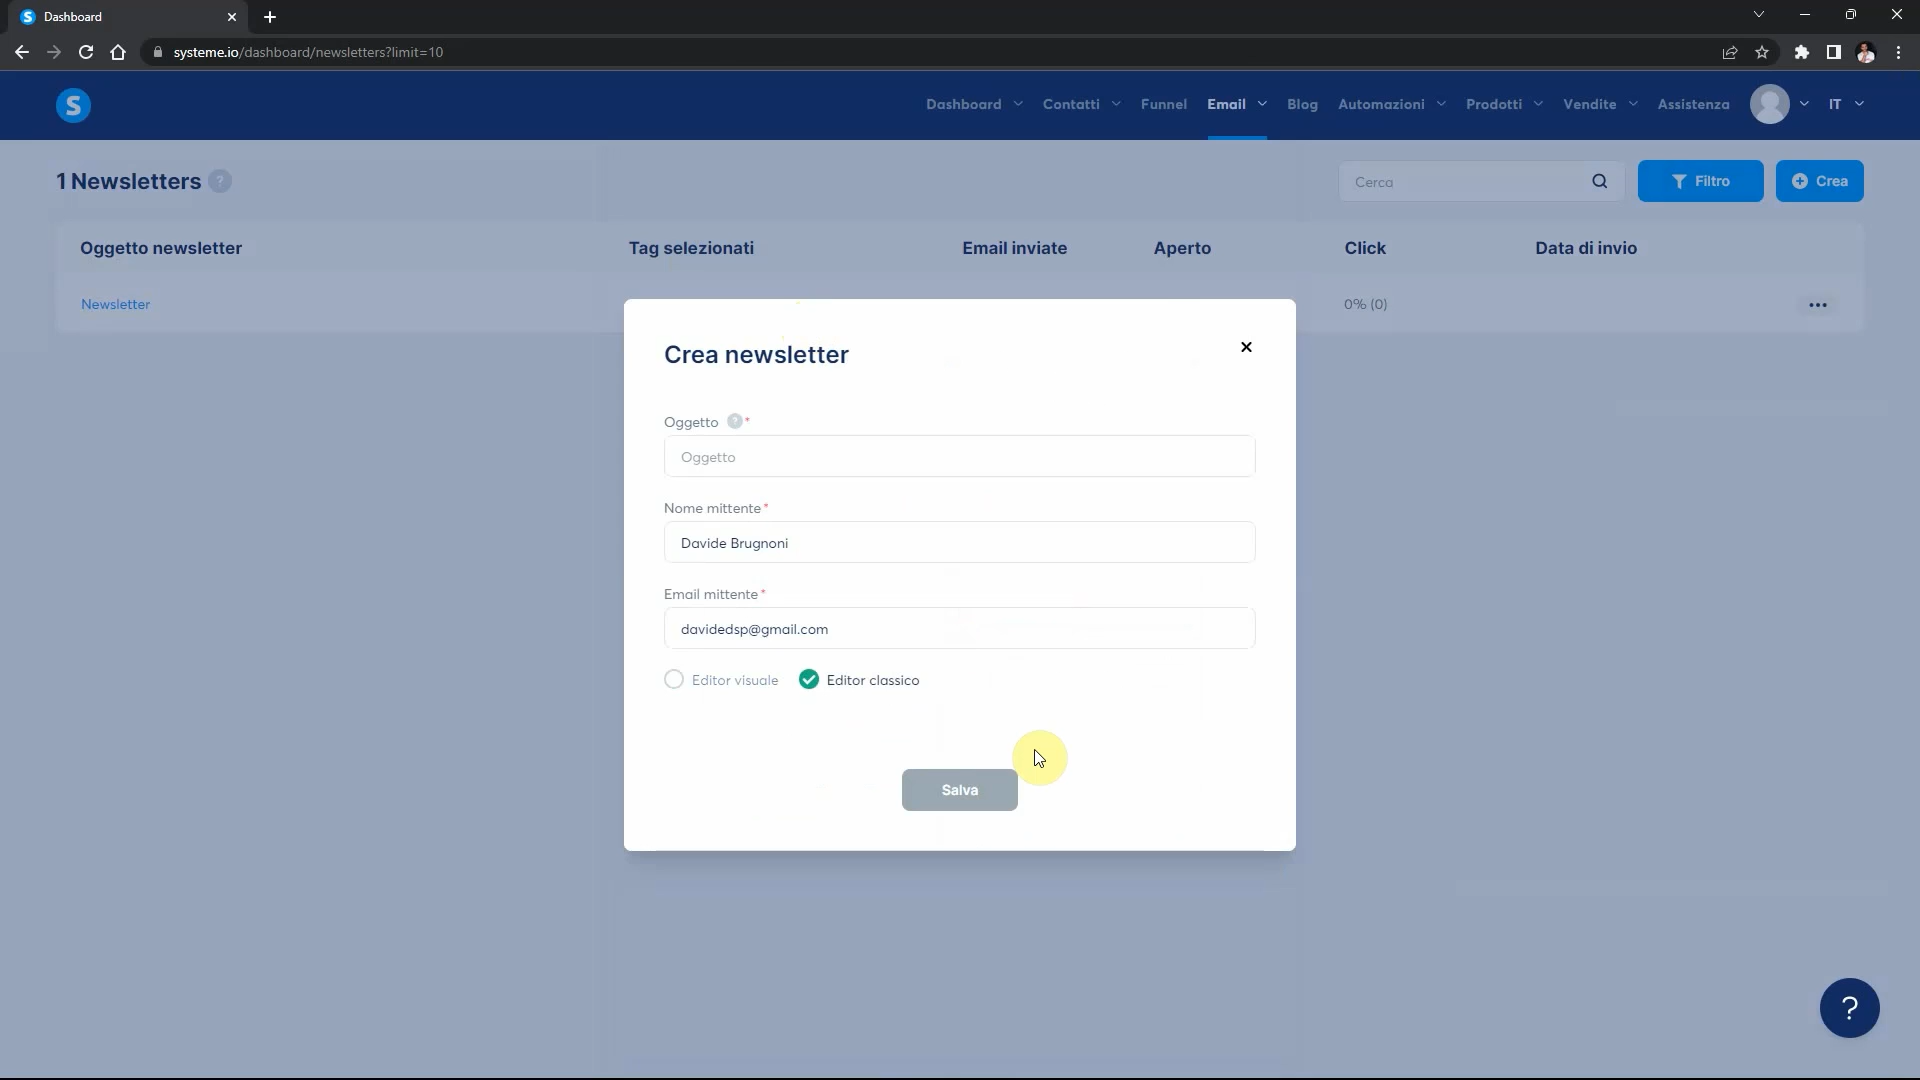 Dashboard
systeme.io/dashboard/newsletters?limit=10
S
Dashboard
Contatti
Funnel
Email
Blog
Automazioni
Prodotti
Vendite
Assistenza
IT
1 Newsletters ?
Cerca
Filtro
Crea
Oggetto newsletter
Tag selezionati
Email inviate
Aperto
Click
Data di invio
Newsletter
0% (0)
Crea newsletter
Oggetto ? *
Oggetto
Nome mittente *
Davide Brugnoni
Email mittente *
davidedsp@gmail.com
Editor visuale
Editor classico
Salva
?